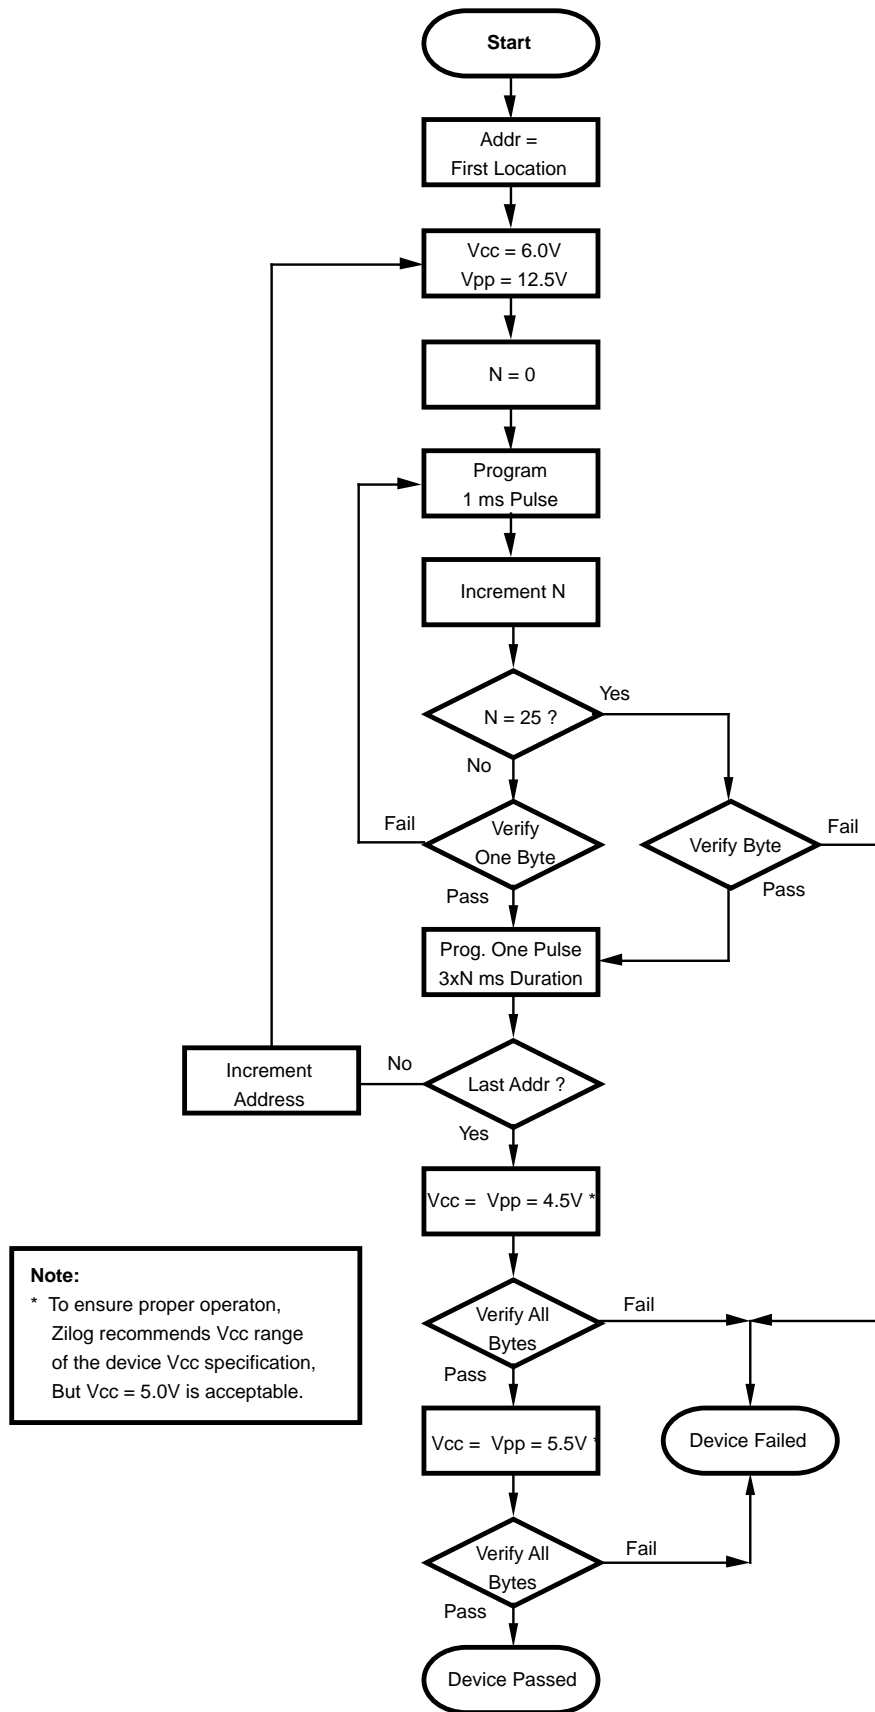 Start
Addr =
First Location
Vcc = 6.0V
Vpp = 12.5V
N = 0
Program
1 ms Pulse
Increment N
N = 25 ?
Yes
No
Fail
Verify
One Byte
Verify Byte
Fail
Pass
Pass
Prog. One Pulse
3xN ms Duration
Increment
Address
No
Last Addr ?
Yes
Vcc =  Vpp = 4.5V *
Note:
* To ensure proper operaton,
Zilog recommends Vcc range
of the device Vcc specification,
But Vcc = 5.0V is acceptable.
Verify All
Bytes
Fail
Pass
Vcc =  Vpp = 5.5V *
Device Failed
Verify All
Bytes
Fail
Pass
Device Passed